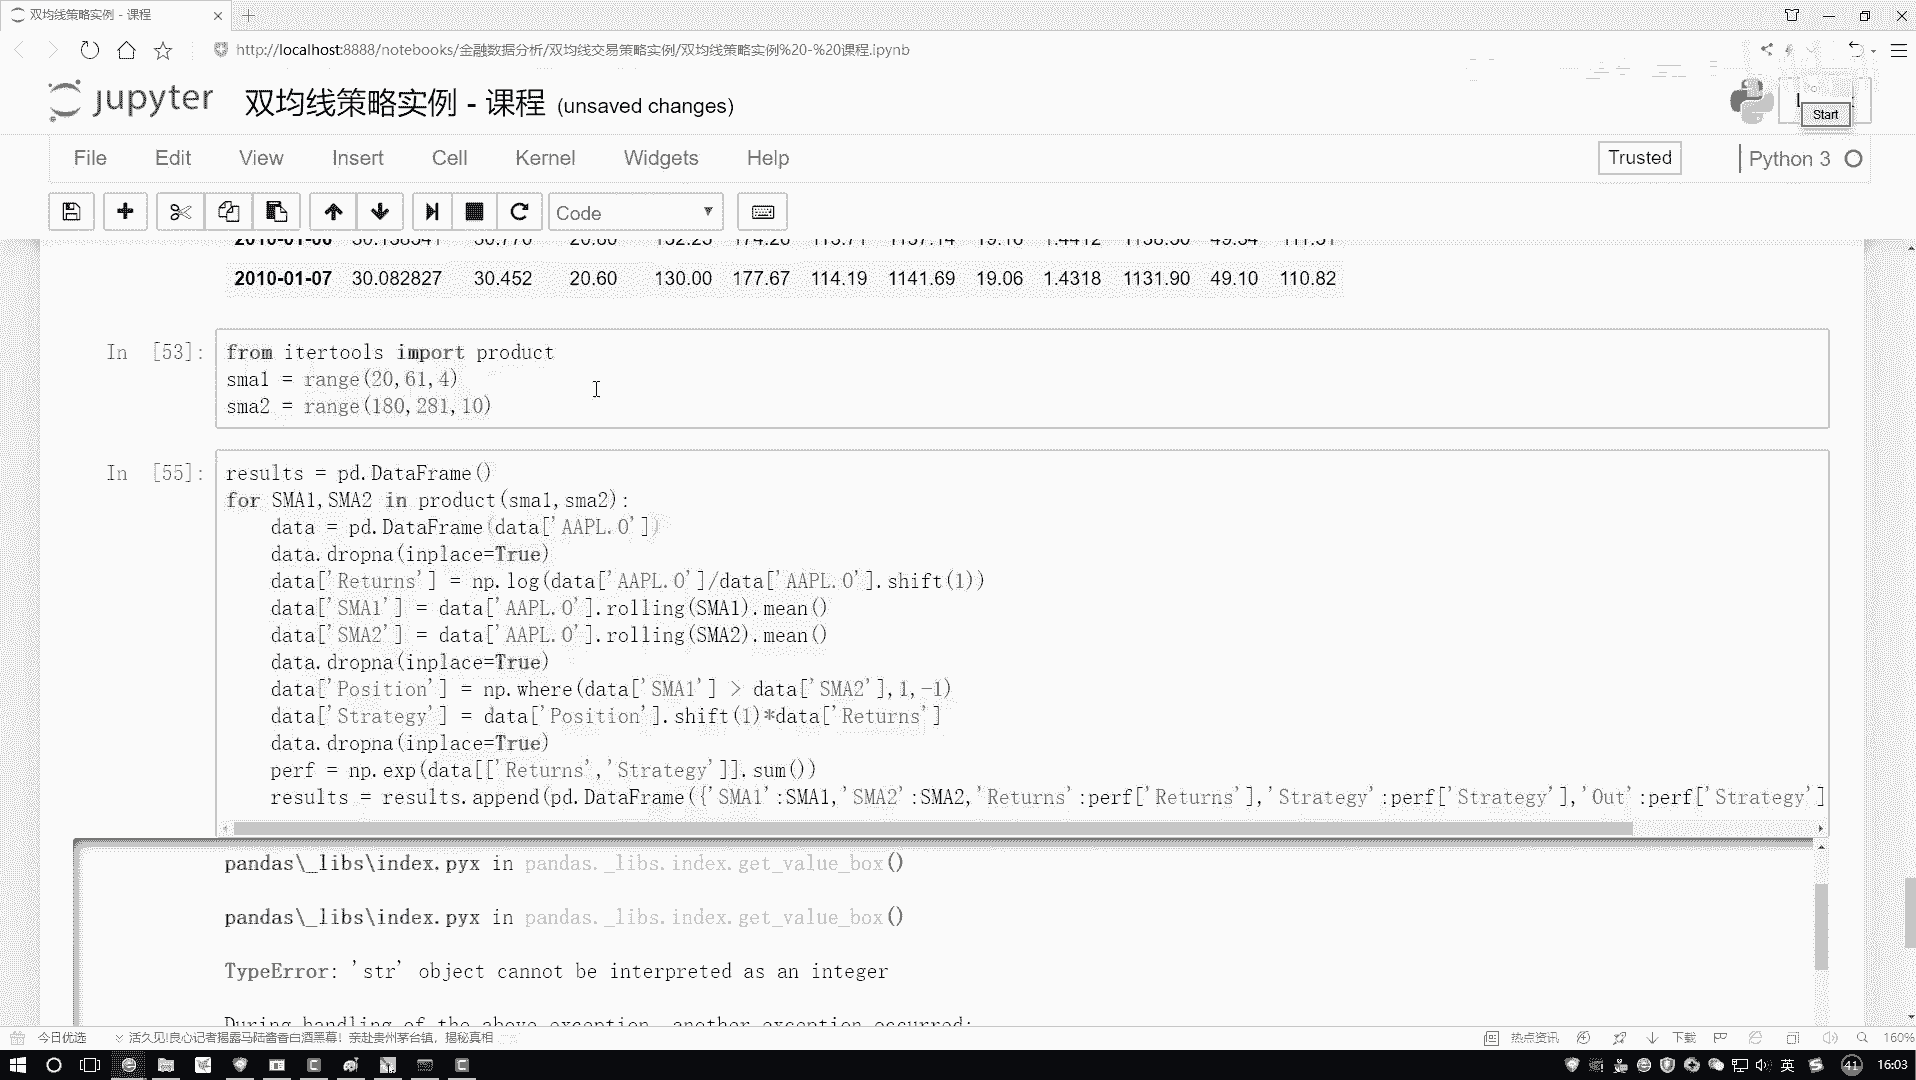 双均线策略实例 - 课程
http://localhost:8888/notebooks/金融数据分析/双均线交易策略实例/双均线策略实例%20-%20课程.ipynb
jupyter 双均线策略实例 - 课程 (unsaved changes)
Start
File Edit View Insert Cell Kernel Widgets Help
Trusted Python 3
Code
2010-01-07 30.082827 30.452 20.60 130.00 177.67 114.19 1141.69 19.06 1.4318 1131.90 49.10 110.82
In [53]:
from itertools import product
sma1 = range(20,61,4)
sma2 = range(180,281,10)
In [55]:
results = pd.DataFrame()
for SMA1,SMA2 in product(sma1,sma2):
data = pd.DataFrame(data['AAPL.O'])
data.dropna(inplace=True)
data['Returns'] = np.log(data['AAPL.O']/data['AAPL.O'].shift(1))
data['SMA1'] = data['AAPL.O'].rolling(SMA1).mean()
data['SMA2'] = data['AAPL.O'].rolling(SMA2).mean()
data.dropna(inplace=True)
data['Position'] = np.where(data['SMA1'] > data['SMA2'],1,-1)
data['Strategy'] = data['Position'].shift(1)*data['Returns']
data.dropna(inplace=True)
perf = np.exp(data[['Returns','Strategy']].sum())
results = results.append(pd.DataFrame({'SMA1':SMA1,'SMA2':SMA2,'Returns':perf['Returns'],'Strategy':perf['Strategy'],'Out':perf['Strategy']
pandas\_libs\index.pyx in pandas._libs.index.get_value_box()
pandas\_libs\index.pyx in pandas._libs.index.get_value_box()
TypeError: 'str' object cannot be interpreted as an integer
During handling of the above exception, another exception occurred:
今日优选 活久见!良心记者揭露马陆酱香白酒黑幕! 亲赴贵州茅台镇, 揭秘真相
热点资讯 下载 160%
英 41 16:03